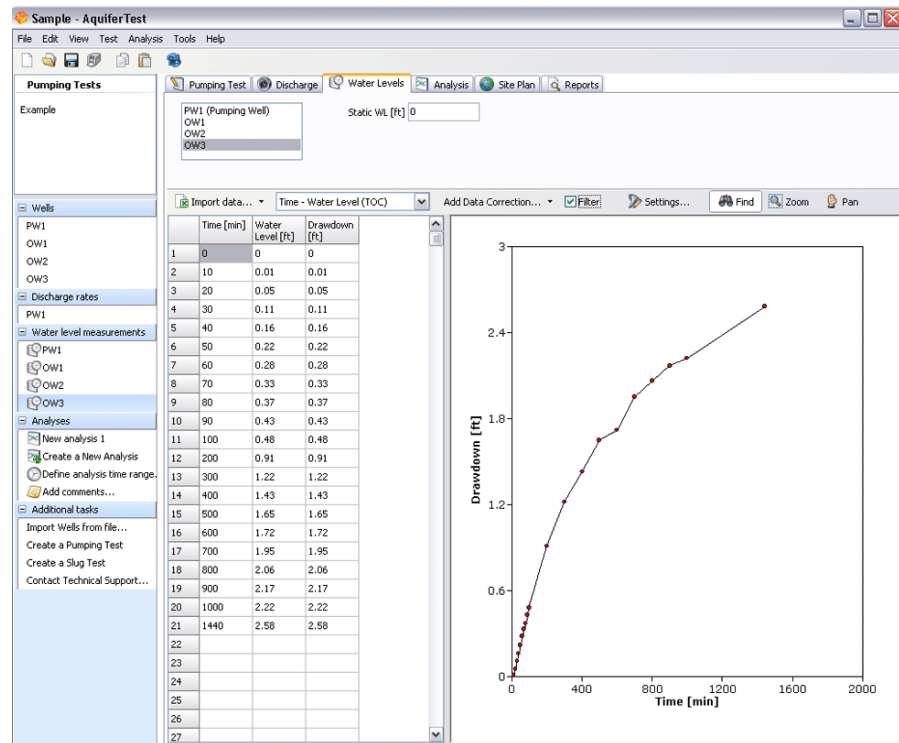 Sample - AquiferTest
File Edit View Test Analysis Tools Help
Pumping Tests
Example
Pumping Test Discharge Water Levels Analysis Site Plan Reports
PW1 (Pumping Well)
OW1
OW2
OW3
Static WL [ft] 0
Import data... Time - Water Level (TOC) Add Data Correction... Filter Settings... Find Zoom Pan
Wells
PW1
OW1
OW2
OW3
Discharge rates
PW1
Water level measurements
PW1
OW1
OW2
OW3
Analyses
New analysis 1
Create a New Analysis
Define analysis time range.
Add comments...
Additional tasks
Import Wells from file...
Create a Pumping Test
Create a Slug Test
Contact Technical Support...
Time [min] Water Level [ft] Drawdown [ft]
1 0 0 0
2 10 0.01 0.01
3 20 0.05 0.05
4 30 0.11 0.11
5 40 0.16 0.16
6 50 0.22 0.22
7 60 0.28 0.28
8 70 0.33 0.33
9 80 0.37 0.37
10 90 0.43 0.43
11 100 0.48 0.48
12 200 0.91 0.91
13 300 1.22 1.22
14 400 1.43 1.43
15 500 1.65 1.65
16 600 1.72 1.72
17 700 1.95 1.95
18 800 2.06 2.06
19 900 2.17 2.17
20 1000 2.22 2.22
21 1440 2.58 2.58
22
23
24
25
26
27
3
2.4
1.8
1.2
0.6
0
Drawdown [ft]
0 400 800 1200 1600 2000
Time [min]